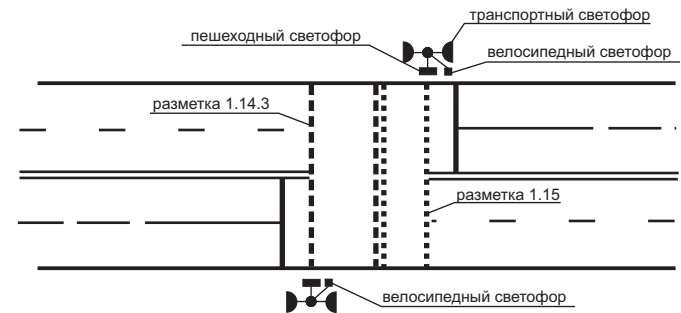 транспортный светофор
пешеходный светофор
велосипедный светофор
разметка 1.14.3
разметка 1.15
велосипедный светофор